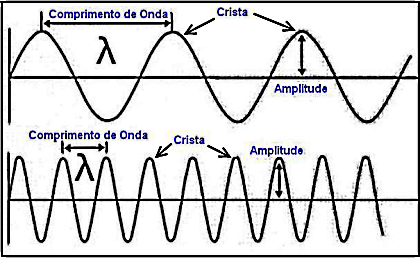 Comprimento de Onda
Crista
λ
Amplitude
Comprimento de Onda
Crista
Amplitude
λ